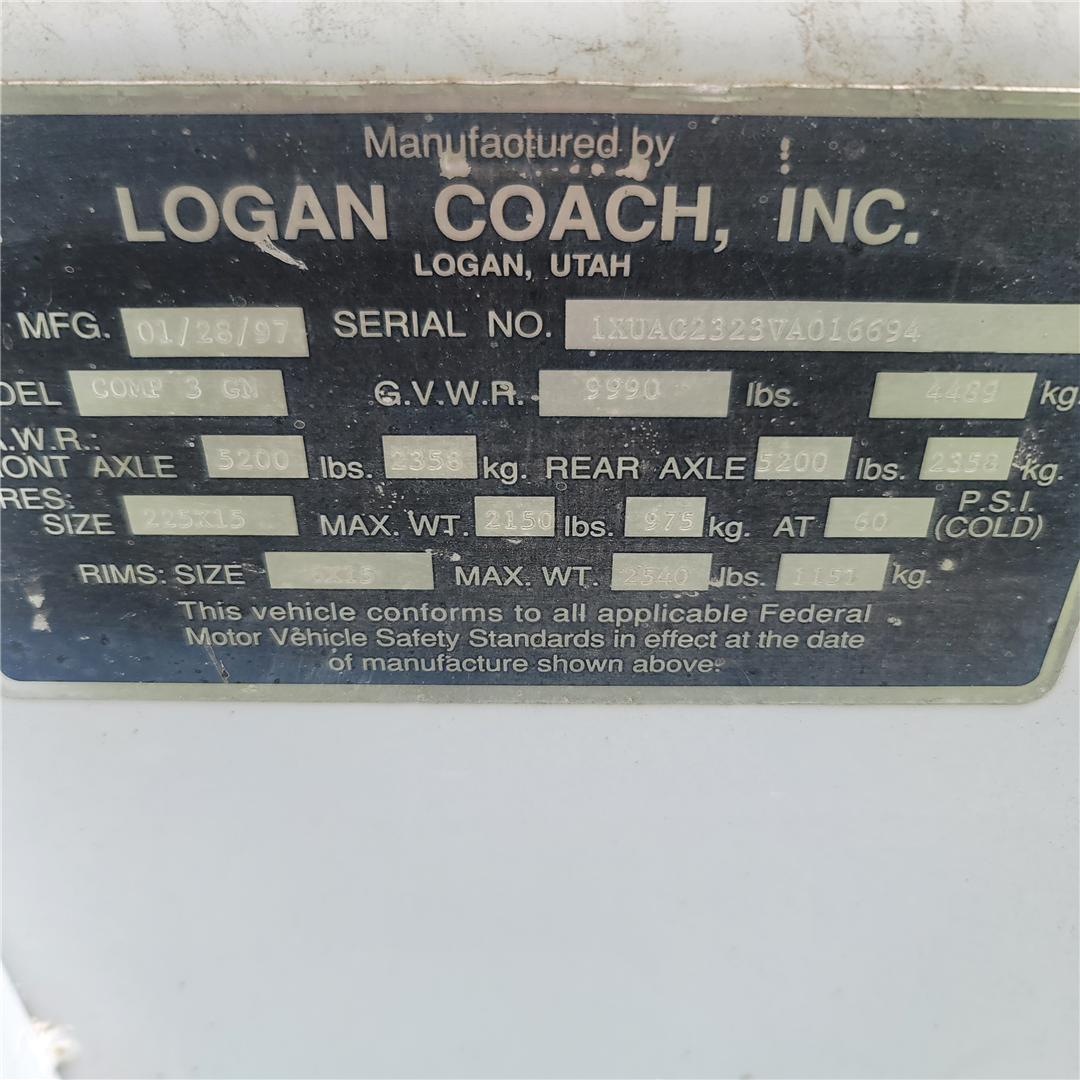 Manufactured by
LOGAN COACH, INC.
LOGAN, UTAH
MFG. 01/28/97 SERIAL NO. 1XUAC2323VA016694
DEL COMP 3 GN G.V.W.R. 9990 lbs. 4489 kg
.W.R.:
ONT AXLE 5200 lbs. 2358 kg. REAR AXLE 5200 lbs. 2358 kg.
RES:
SIZE 225X15 MAX. WT. 2150 lbs. 975 kg. AT 60 P.S.I. (COLD)
RIMS: SIZE 6X15 MAX. WT. 2540 lbs. 1151 kg.
This vehicle conforms to all applicable Federal
Motor Vehicle Safety Standards in effect at the date
of manufacture shown above.